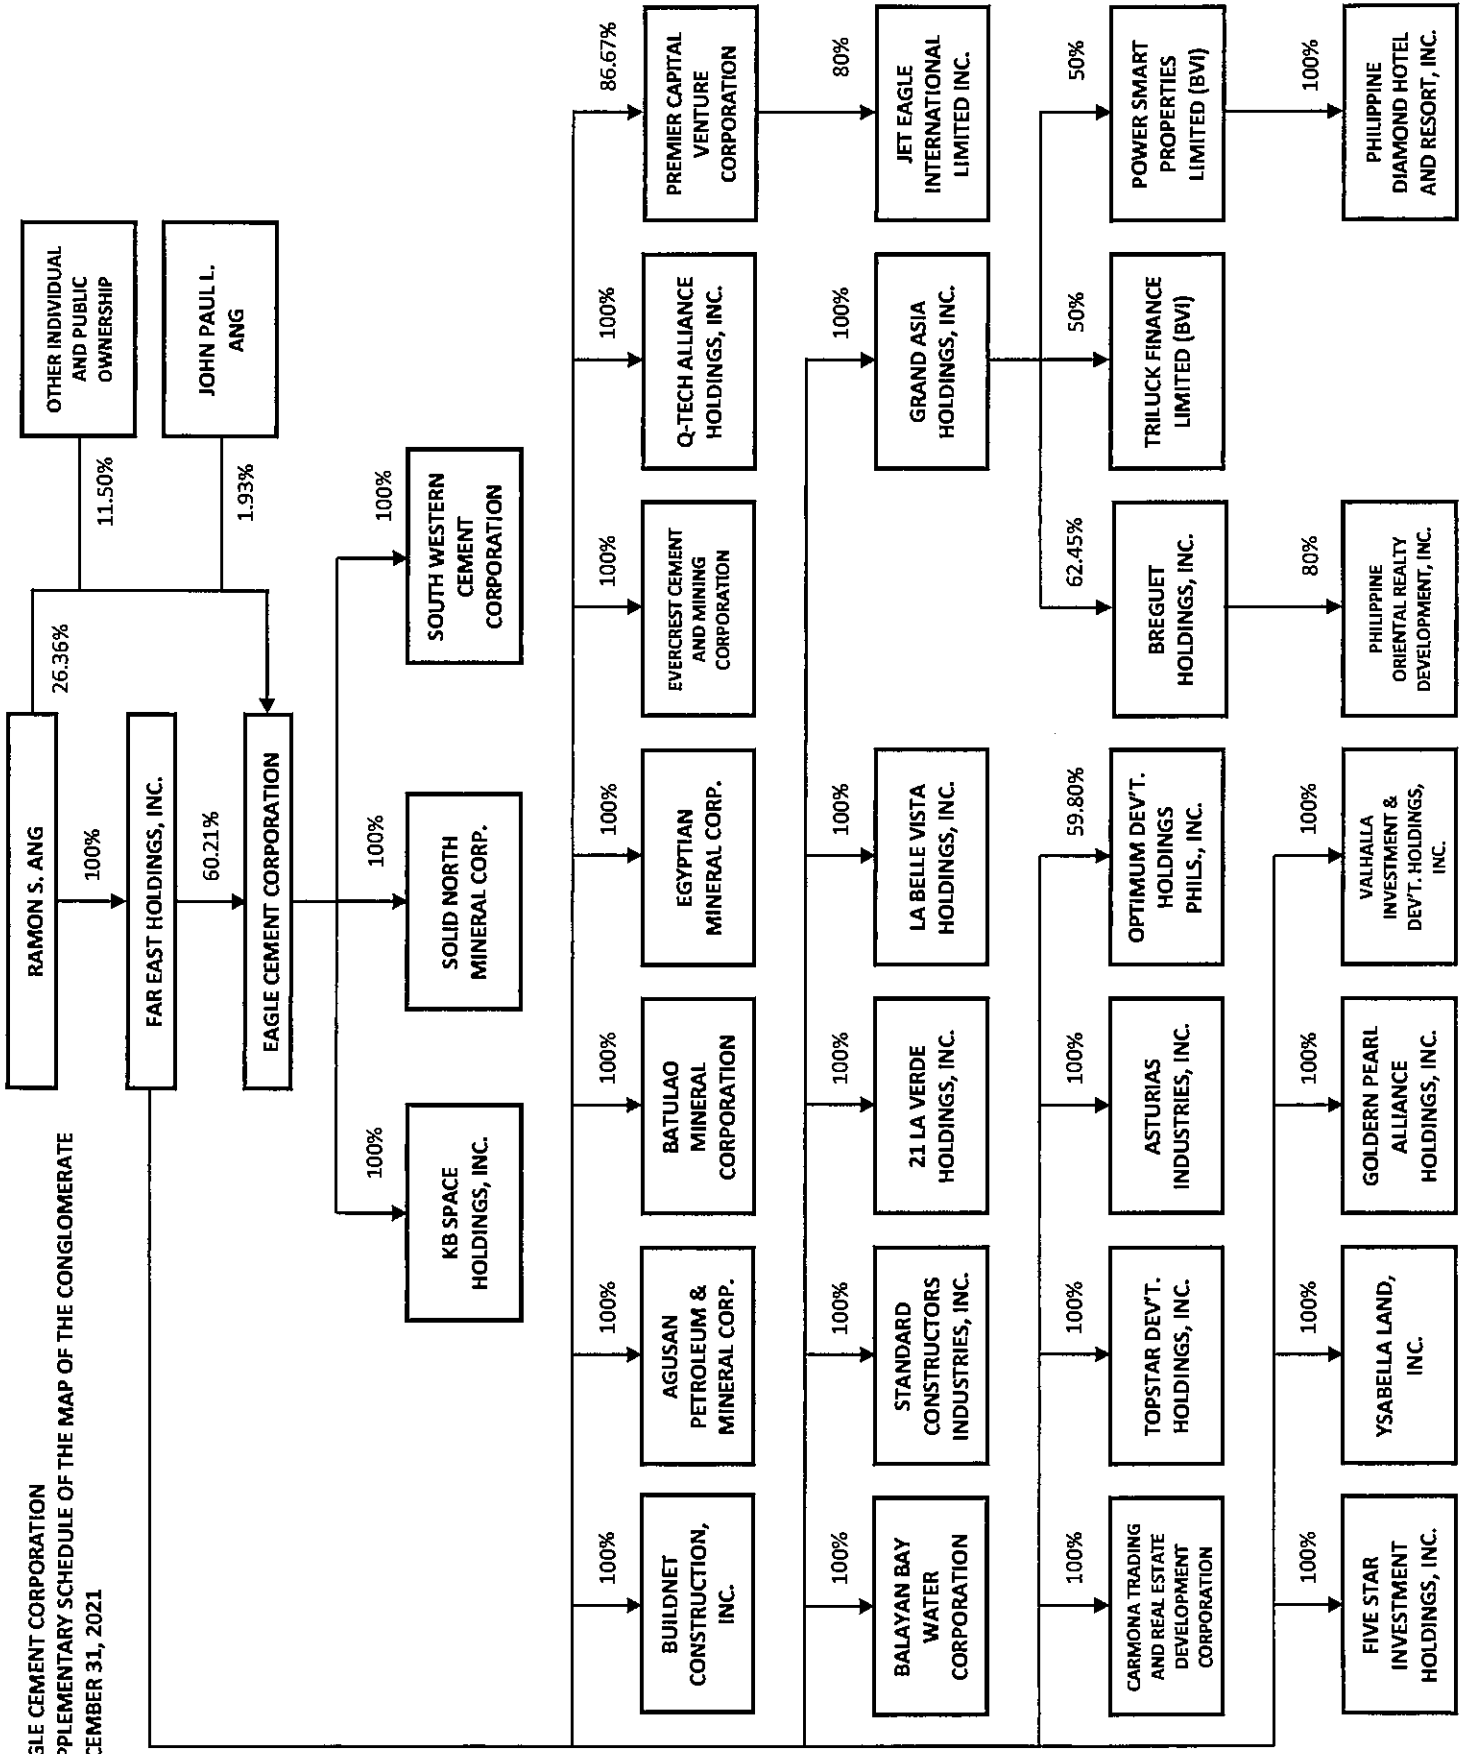 GLE CEMENT CORPORATION
PPLEMENTARY SCHEDULE OF THE MAP OF THE CONGLOMERATE
CEMBER 31, 2021
RAMON S. ANG
26.36%
100%
FAR EAST HOLDINGS, INC.
60.21%
EAGLE CEMENT CORPORATION
OTHER INDIVIDUAL
AND PUBLIC
OWNERSHIP
11.50%
JOHN PAUL L.
ANG
1.93%
100%
KB SPACE
HOLDINGS, INC.
100%
SOLID NORTH
MINERAL CORP.
100%
SOUTH WESTERN
CEMENT
CORPORATION
100%
BUILDNET
CONSTRUCTION,
INC.
100%
AGUSAN
PETROLEUM &
MINERAL CORP.
100%
BATULAO
MINERAL
CORPORATION
100%
EGYPTIAN
MINERAL CORP.
100%
EVERCREST CEMENT
AND MINING
CORPORATION
100%
Q-TECH ALLIANCE
HOLDINGS, INC.
86.67%
PREMIER CAPITAL
VENTURE
CORPORATION
100%
BALAYAN BAY
WATER
CORPORATION
100%
STANDARD
CONSTRUCTORS
INDUSTRIES, INC.
100%
21 LA VERDE
HOLDINGS, INC.
100%
LA BELLE VISTA
HOLDINGS, INC.
100%
GRAND ASIA
HOLDINGS, INC.
80%
JET EAGLE
INTERNATIONAL
LIMITED INC.
100%
CARMONA TRADING
AND REAL ESTATE
DEVELOPMENT
CORPORATION
100%
TOPSTAR DEV'T.
HOLDINGS, INC.
100%
ASTURIAS
INDUSTRIES, INC.
59.80%
OPTIMUM DEV'T.
HOLDINGS
PHILS., INC.
62.45%
BREGUET
HOLDINGS, INC.
50%
TRILUCK FINANCE
LIMITED (BVI)
50%
POWER SMART
PROPERTIES
LIMITED (BVI)
100%
FIVE STAR
INVESTMENT
HOLDINGS, INC.
100%
YSABELLA LAND,
INC.
100%
GOLDERN PEARL
ALLIANCE
HOLDINGS, INC.
100%
VALHALLA
INVESTMENT &
DEV'T. HOLDINGS,
INC.
80%
PHILIPPINE
ORIENTAL REALTY
DEVELOPMENT, INC.
100%
PHILIPPINE
DIAMOND HOTEL
AND RESORT, INC.